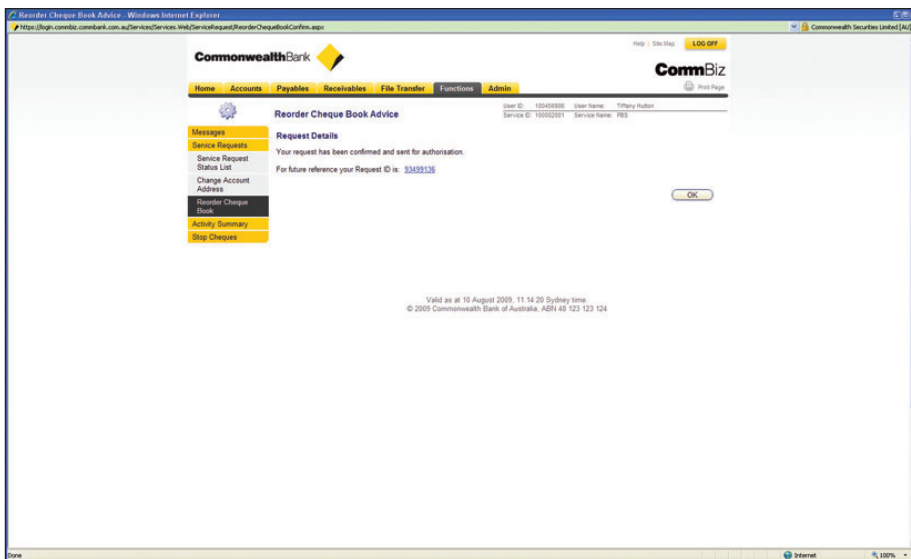 Reorder Cheque Book Advice - Windows Internet Explorer
https://login.commbiz.commbank.com.au/Services/Services.Web/ServiceRequest/ReorderChequeBookConfirm.aspx
Commonwealth Securities Limited [AU]
Help | Site Map LOG OFF
CommonwealthBank
CommBiz
Home Accounts Payables Receivables File Transfer Functions Admin
Print Page
User ID: 100450500 User Name: Tiffany Hutton
Reorder Cheque Book Advice
Service ID: 100002001 Service Name: PBS
Messages
Request Details
Service Requests
Your request has been confirmed and sent for authorisation.
Service Request
Status List
For future reference your Request ID is: 93499136
Change Account
Address
OK
Reorder Cheque
Book
Activity Summary
Stop Cheques
Valid as at 10 August 2009, 11:14:20 Sydney time
© 2009 Commonwealth Bank of Australia, ABN 48 123 123 124
Done
Internet
100%